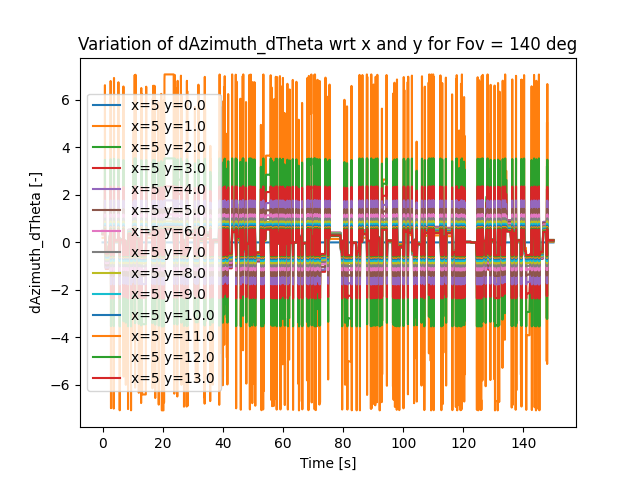 Variation of dAzimuth_dTheta wrt x and y for Fov = 140 deg
dAzimuth_dTheta [-]
6
4
2
0
−2
−4
−6
x=5 y=0.0
x=5 y=1.0
x=5 y=2.0
x=5 y=3.0
x=5 y=4.0
x=5 y=5.0
x=5 y=6.0
x=5 y=7.0
x=5 y=8.0
x=5 y=9.0
x=5 y=10.0
x=5 y=11.0
x=5 y=12.0
x=5 y=13.0
0 20 40 60 80 100 120 140
Time [s]